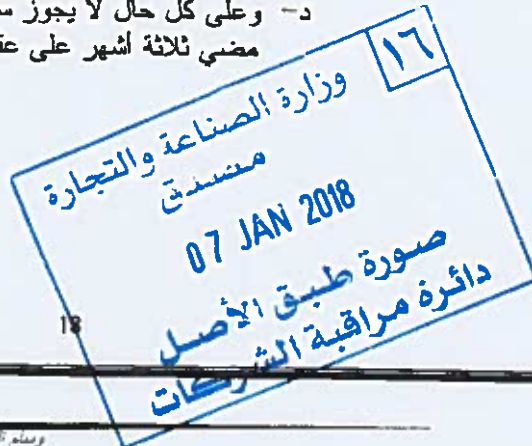 د- وعلى كل حال لا يجوز
مضي ثلاثة أشهر على
١٦
وزارة الصناعة والتجارة
مصدق
07 JAN 2018
صورة طبق الأصل
دائرة مراقبة الشركات
18